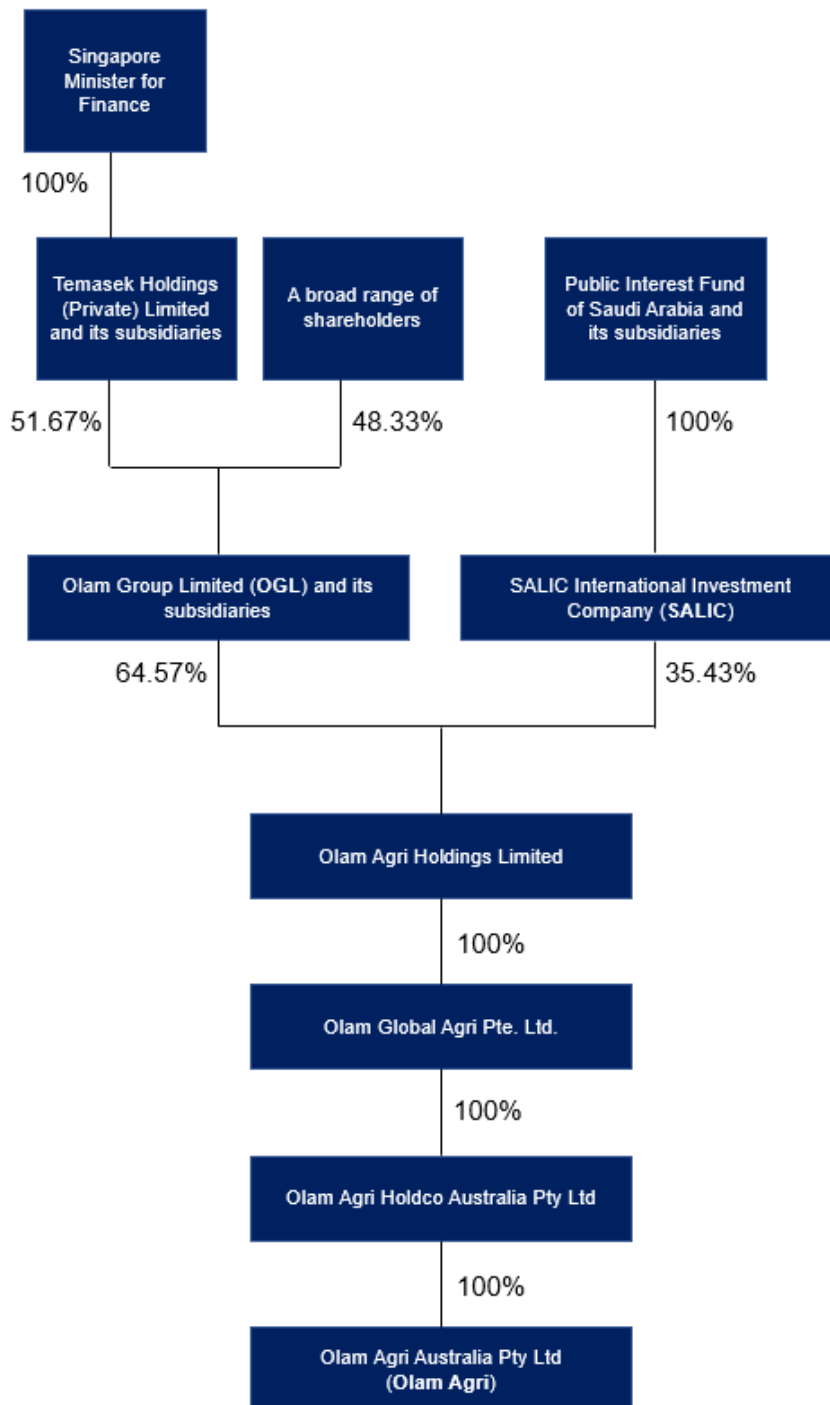 Singapore
Minister for
Finance
100%
Temasek Holdings
(Private) Limited
and its subsidiaries
A broad range of
shareholders
Public Interest Fund
of Saudi Arabia and
its subsidiaries
51.67%
48.33%
100%
Olam Group Limited (OGL) and its
subsidiaries
SALIC International Investment
Company (SALIC)
64.57%
35.43%
Olam Agri Holdings Limited
100%
Olam Global Agri Pte. Ltd.
100%
Olam Agri Holdco Australia Pty Ltd
100%
Olam Agri Australia Pty Ltd
(Olam Agri)